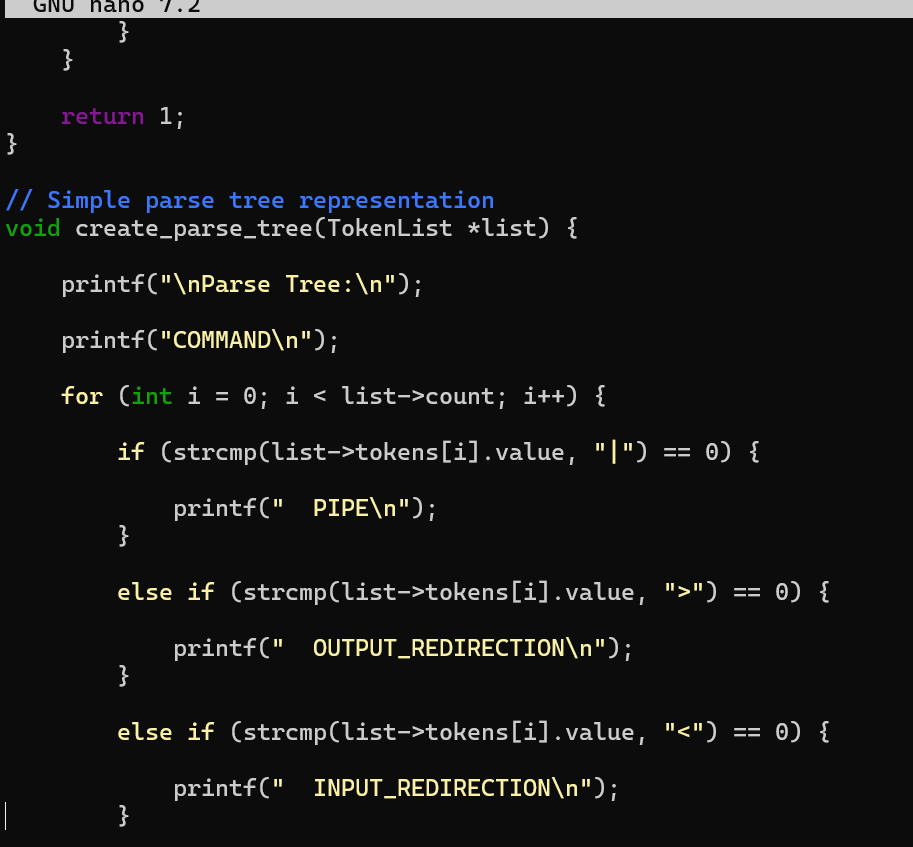 GNU nano 7.2
        }
    }
    return 1;
}
// Simple parse tree representation
void create_parse_tree(TokenList *list) {
    printf("\nParse Tree:\n");
    printf("COMMAND\n");
    for (int i = 0; i < list->count; i++) {
        if (strcmp(list->tokens[i].value, "|") == 0) {
            printf("  PIPE\n");
        }
        else if (strcmp(list->tokens[i].value, ">") == 0) {
            printf("  OUTPUT_REDIRECTION\n");
        }
        else if (strcmp(list->tokens[i].value, "<") == 0) {
            printf("  INPUT_REDIRECTION\n");
        }